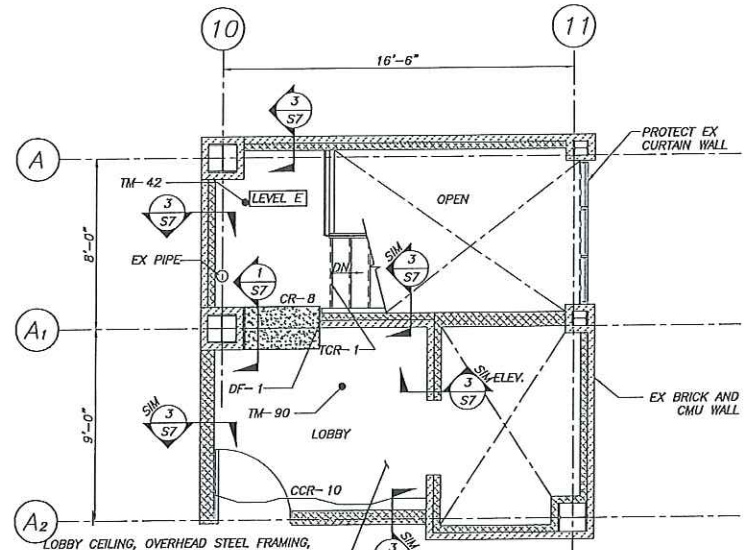 10
11
16'-6"
3
S7
A
PROTECT EX
CURTAIN WALL
TM-42
LEVEL E
OPEN
3
S7
8'-0"
EX PIPE
1
S7
DN
SIM
3
S7
CR-8
A1
TCR-1
DF-1
SIM
ELEV.
3
S7
TM-90
EX BRICK AND
CMU WALL
SIM
3
S7
9'-0"
LOBBY
CCR-10
A2
SIM
3
LOBBY CEILING, OVERHEAD STEEL FRAMING,